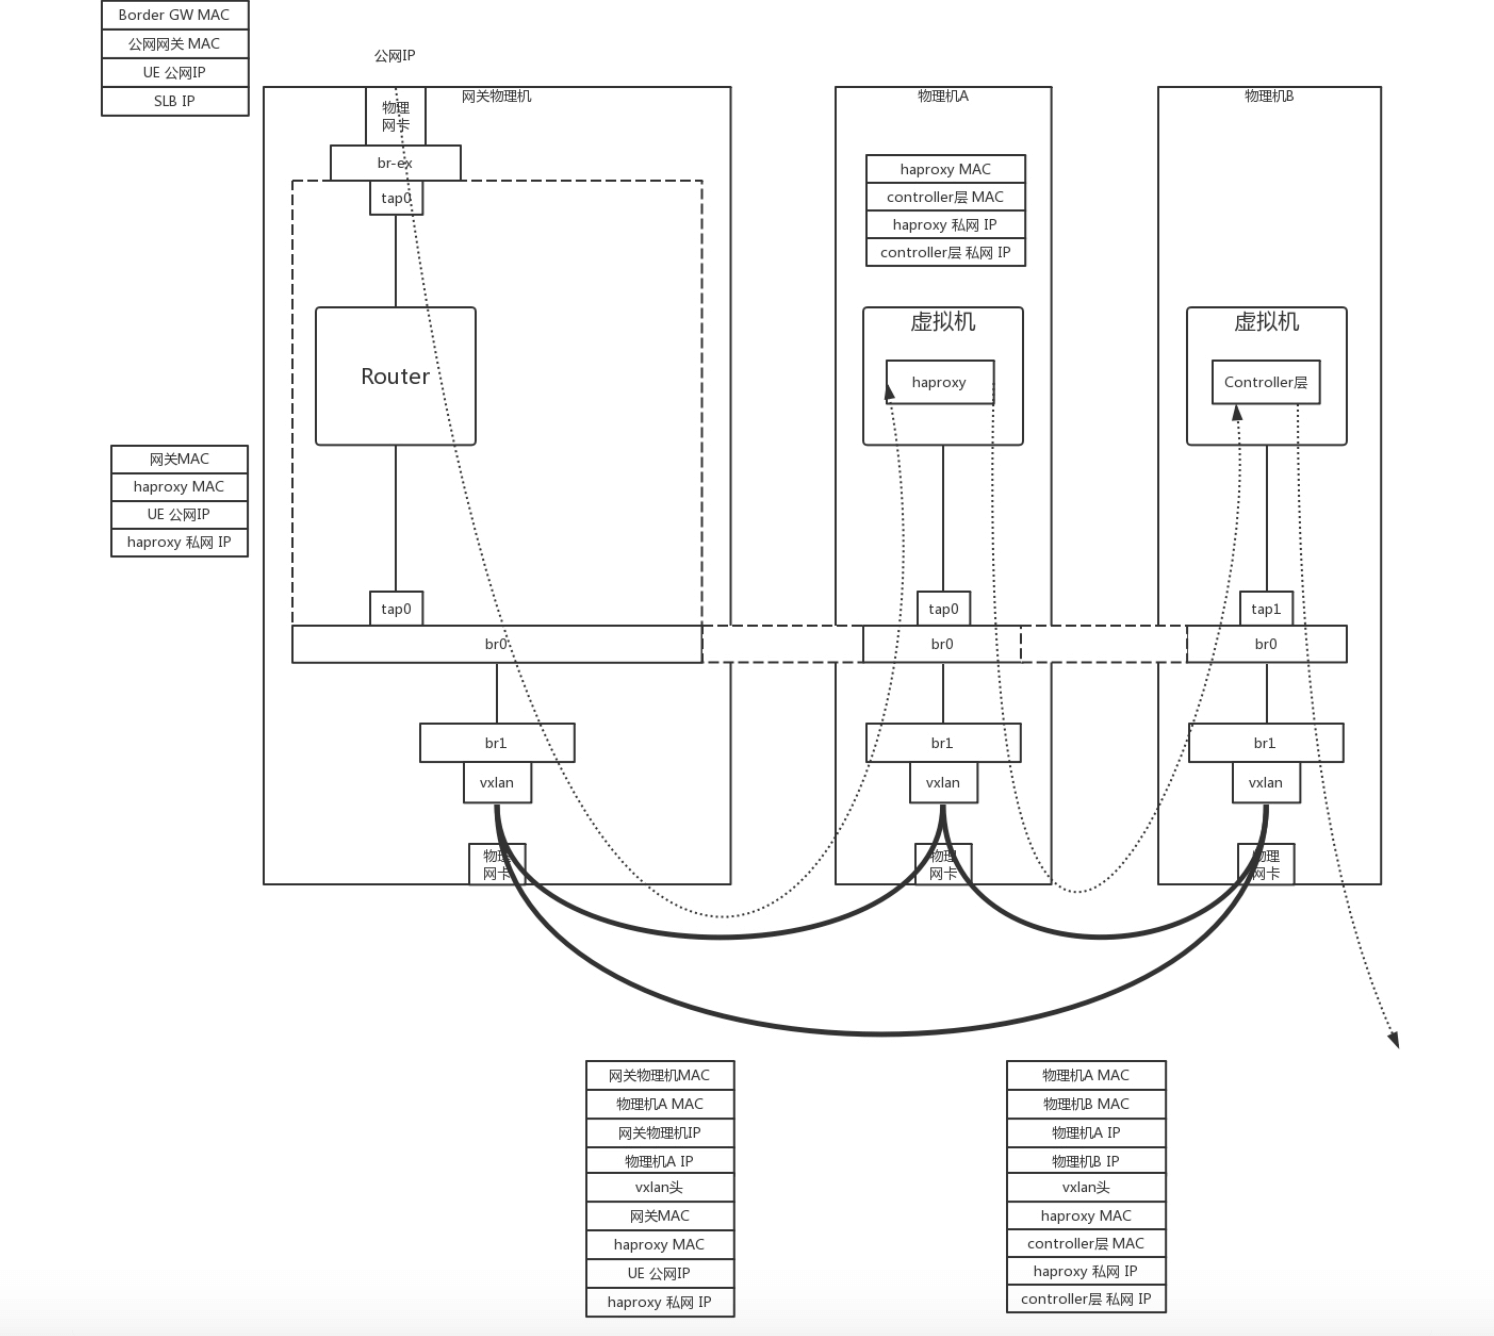 Border GW MAC
公网网关 MAC
UE 公网IP
SLB IP
公网IP
网关物理机
物理
网卡
br-ex
tap0
Router
网关MAC
haproxy MAC
UE 公网IP
haproxy 私网 IP
tap0
br0
br1
vxlan
物理
网卡
物理机A
haproxy MAC
controller层 MAC
haproxy 私网 IP
controller层 私网 IP
虚拟机
haproxy
tap0
br0
br1
vxlan
物理
网卡
物理机B
虚拟机
Controller层
tap1
br0
br1
vxlan
物理
网卡
网关物理机MAC
物理机A MAC
网关物理机IP
物理机A IP
vxlan头
网关MAC
haproxy MAC
UE 公网IP
haproxy 私网 IP
物理机A MAC
物理机B MAC
物理机A IP
物理机B IP
vxlan头
haproxy MAC
controller层 MAC
haproxy 私网 IP
controller层 私网 IP